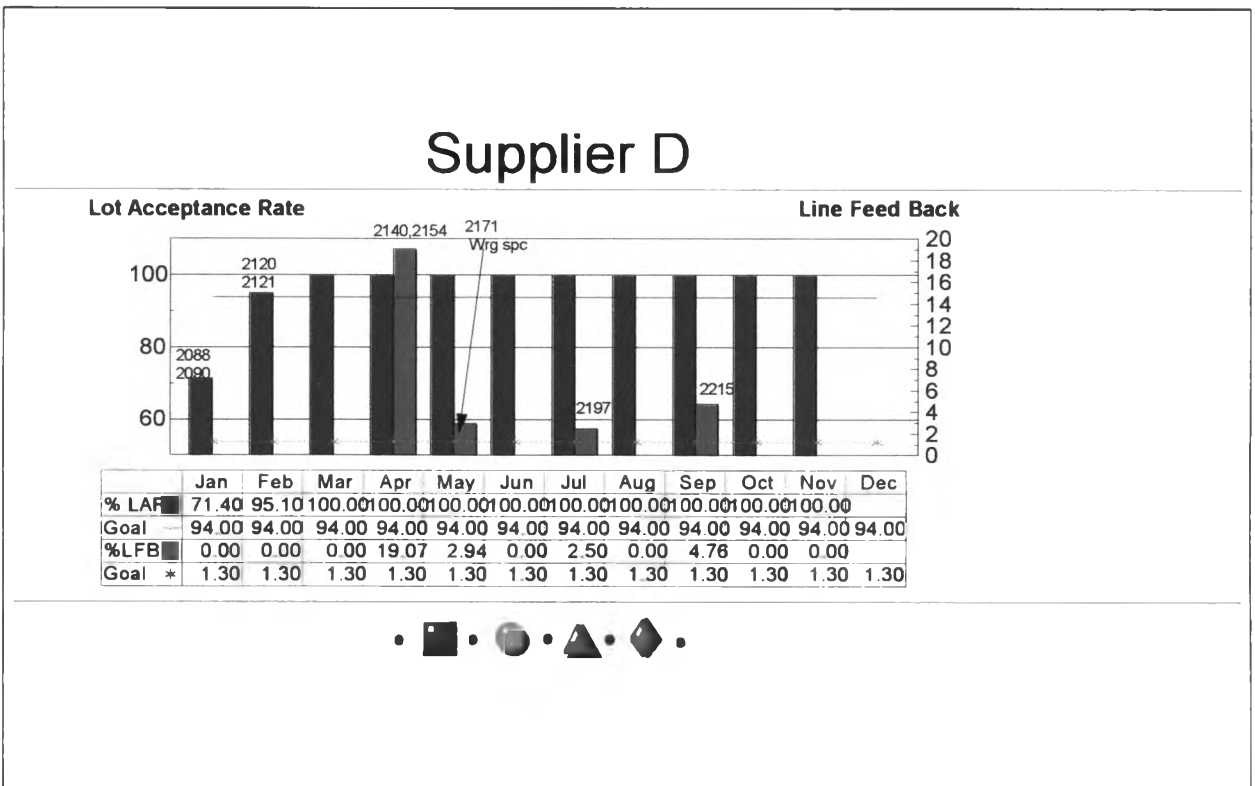 Supplier D
Lot Acceptance Rate
Line Feed Back
2140,2154 2171
Wrg spc
2120
2121
2088
2090
2197
2215
100
80
60
20
18
16
14
12
10
8
6
4
2
0
Jan Feb Mar Apr May Jun Jul Aug Sep Oct Nov Dec
% LAR 71.40 95.10 100.00 100.00 100.00 100.00 100.00 100.00 100.00 100.00 100.00
Goal 94.00 94.00 94.00 94.00 94.00 94.00 94.00 94.00 94.00 94.00 94.00 94.00
%LFB 0.00 0.00 0.00 19.07 2.94 0.00 2.50 0.00 4.76 0.00 0.00
Goal * 1.30 1.30 1.30 1.30 1.30 1.30 1.30 1.30 1.30 1.30 1.30 1.30